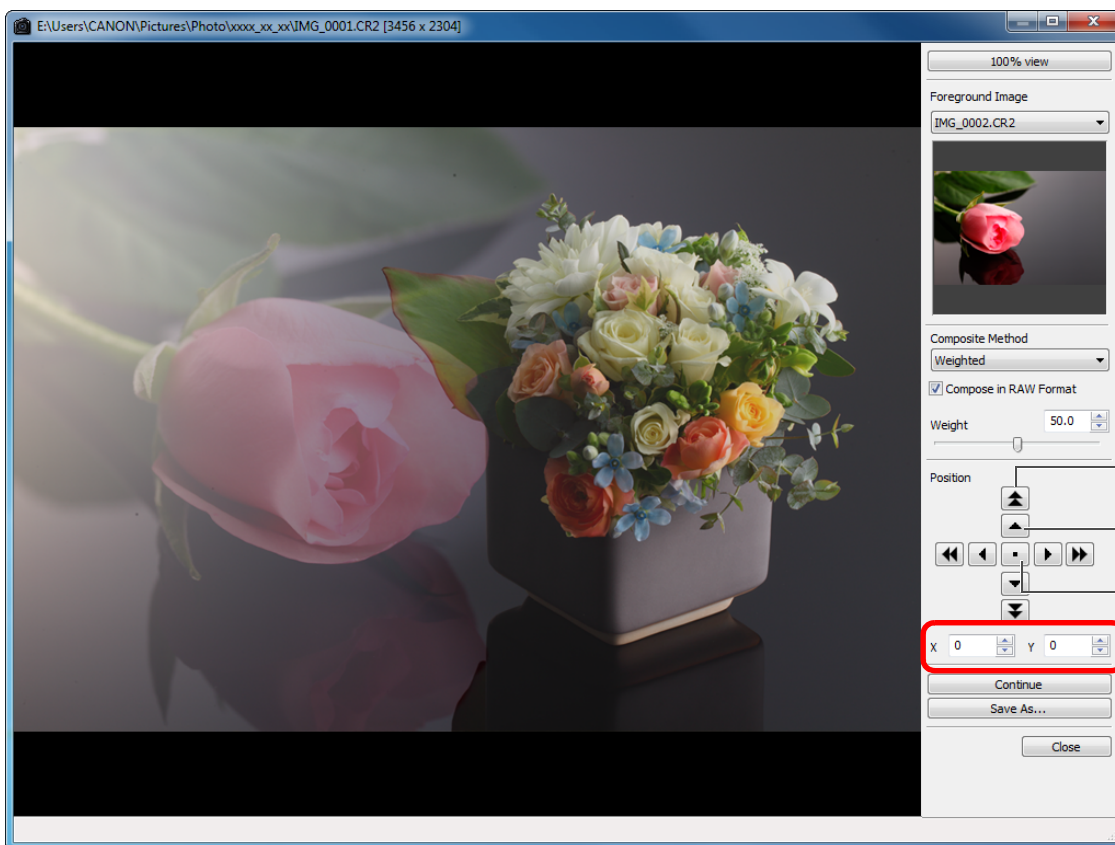 E:\Users\CANON\Pictures\Photo\xxxx_xx_xx\IMG_0001.CR2 [3456 x 2304]
100% view
Foreground Image
IMG_0002.CR2
Composite Method
Weighted
Compose in RAW Format
Weight 50.0
Position
X 0 Y 0
Continue
Save As...
Close